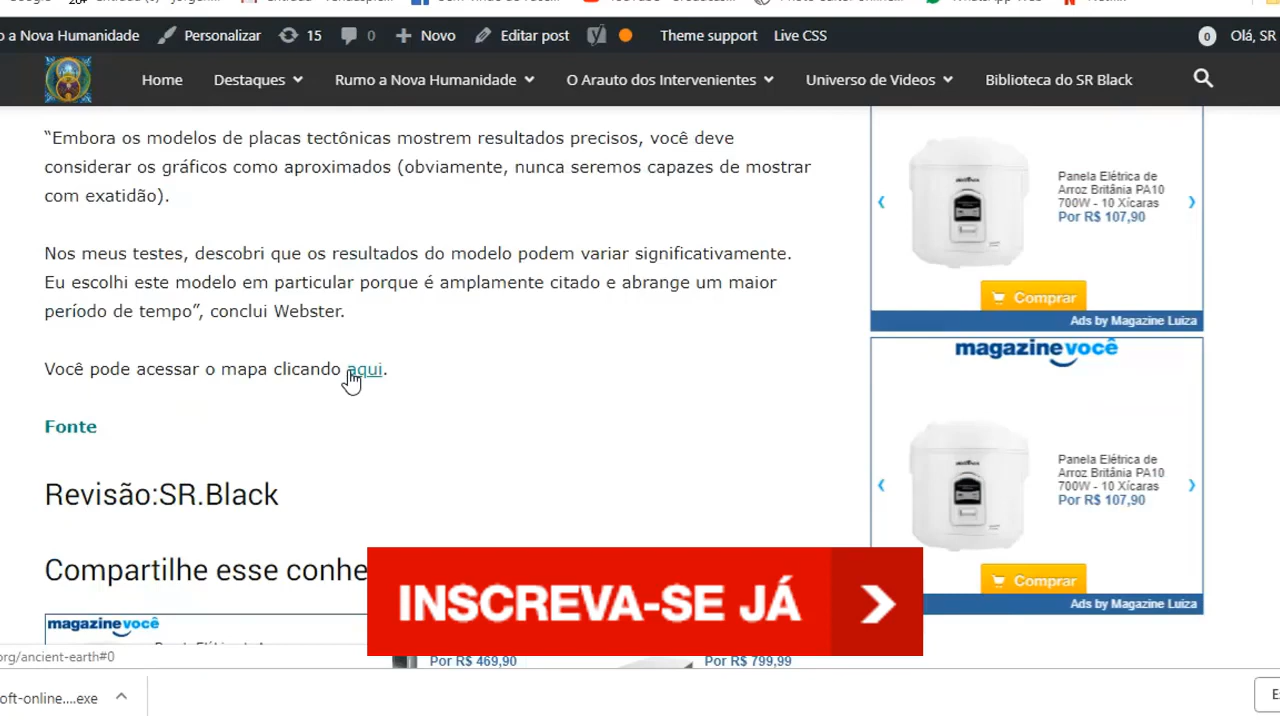 o a Nova Humanidade Personalizar 15 0 Novo Editar post Theme support Live CSS 0 Olá, SR
Home Destaques Rumo a Nova Humanidade O Arauto dos Intervenientes Universo de Videos Biblioteca do SR Black
“Embora os modelos de placas tectônicas mostrem resultados precisos, você deve
considerar os gráficos como aproximados (obviamente, nunca seremos capazes de mostrar
com exatidão).
Nos meus testes, descobri que os resultados do modelo podem variar significativamente.
Eu escolhi este modelo em particular porque é amplamente citado e abrange um maior
período de tempo”, conclui Webster.
Você pode acessar o mapa clicando aqui.
Fonte
Revisão:SR.Black
Compartilhe esse conhe
magazinevocê
Por R$ 469,90 Por R$ 799,99
INSCREVA-SE JÁ
Panela Elétrica de
Arroz Britânia PA10
700W - 10 Xícaras
Por R$ 107,90
Comprar
Ads by Magazine Luiza
magazinevocê
Panela Elétrica de
Arroz Britânia PA10
700W - 10 Xícaras
Por R$ 107,90
Comprar
Ads by Magazine Luiza
org/ancient-earth#0
oft-online....exe